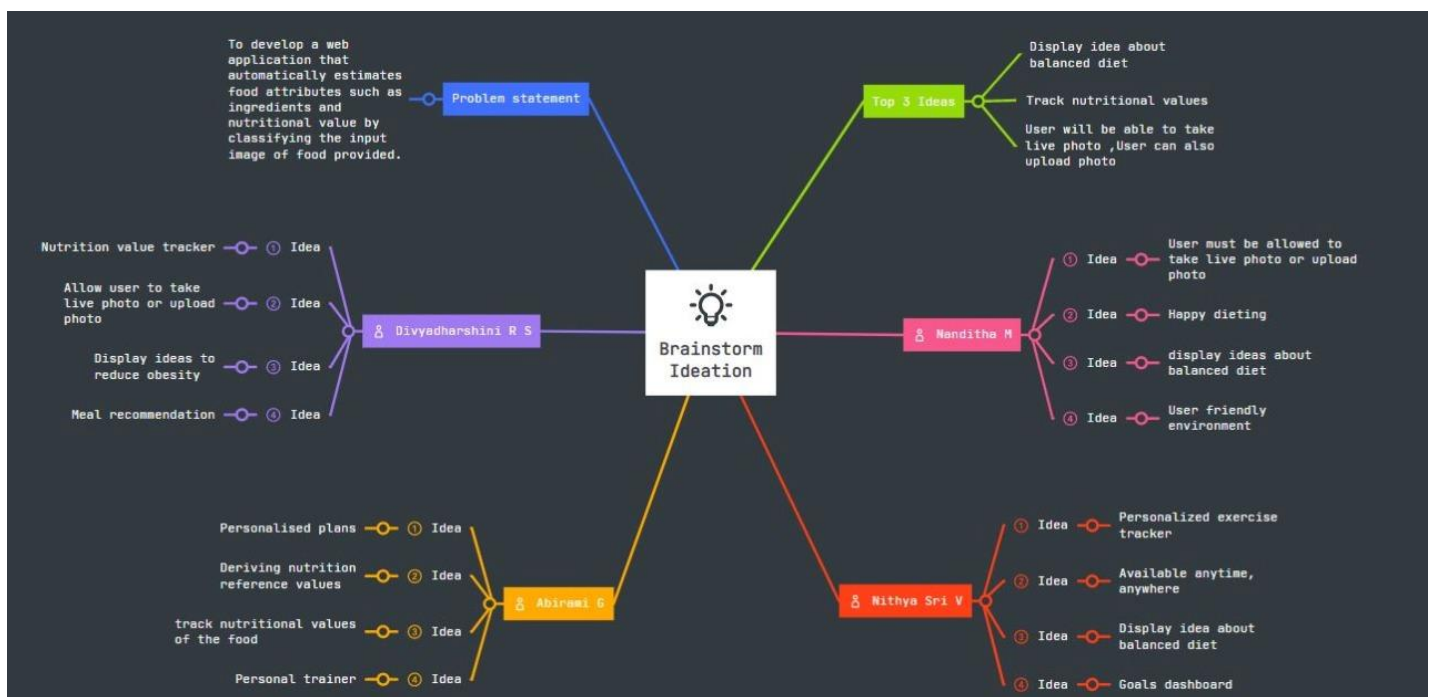 To develop a web
application that
automatically estimates
food attributes such as
ingredients and
nutritional value by
classifying the input
image of food provided.
Problem statement
Top 3 Ideas
Display idea about
balanced diet
Track nutritional values
User will be able to take
live photo ,User can also
upload photo
Brainstorm
Ideation
Divyadharshini R S
Nutrition value tracker 1 Idea
Allow user to take
live photo or upload
photo
2 Idea
Display ideas to
reduce obesity
3 Idea
Meal recommendation 4 Idea
Nanditha M
1 Idea
User must be allowed to
take live photo or upload
photo
2 Idea Happy dieting
3 Idea
display ideas about
balanced diet
4 Idea
User friendly
environment
Abirami G
Personalised plans 1 Idea
Deriving nutrition
reference values
2 Idea
track nutritional values
of the food
3 Idea
Personal trainer 4 Idea
Nithya Sri V
1 Idea
Personalized exercise
tracker
2 Idea
Available anytime,
anywhere
3 Idea
Display idea about
balanced diet
4 Idea Goals dashboard